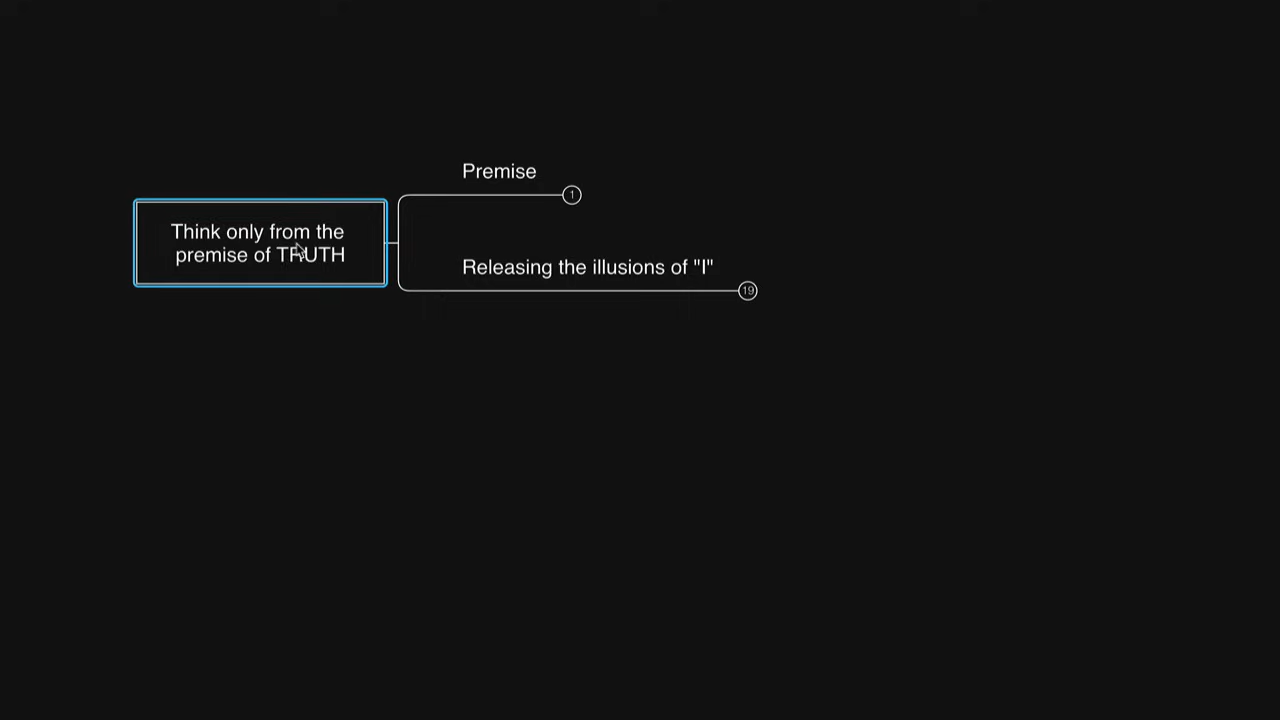 Premise
1
Think only from the
premise of TRUTH
Releasing the illusions of "I"
19